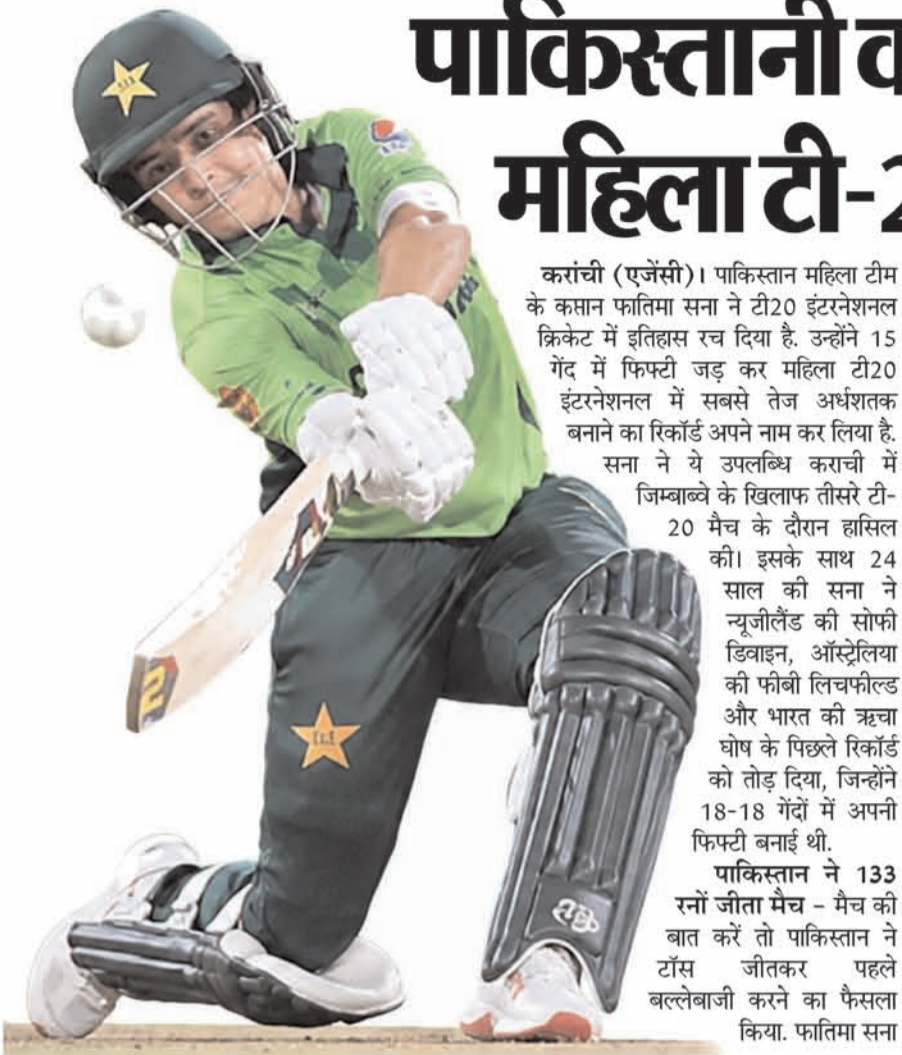 पाकिस्तानी
महिला टी-2
करांची (एजेंसी)। पाकिस्तान महिला टीम
के कप्तान फातिमा सना ने टी20 इंटरनेशनल
क्रिकेट में इतिहास रच दिया है. उन्होंने 15
गेंद में फिफ्टी जड़ कर महिला टी20
इंटरनेशनल में सबसे तेज अर्धशतक
बनाने का रिकॉर्ड अपने नाम कर लिया है.
सना ने ये उपलब्धि कराची में
जिम्बाब्वे के खिलाफ तीसरे टी-
20 मैच के दौरान हासिल
की। इसके साथ 24
साल की सना ने
न्यूजीलैंड की सोफी
डिवाइन, ऑस्ट्रेलिया
की फीबी लिचफील्ड
और भारत की ऋचा
घोष के पिछले रिकॉर्ड
को तोड़ दिया, जिन्होंने
18-18 गेंदों में अपनी
फिफ्टी बनाई थी.
पाकिस्तान ने 133
रनों जीता मैच - मैच की
बात करें तो पाकिस्तान ने
टॉस जीतकर पहले
बल्लेबाजी करने का फैसला
किया. फातिमा सना